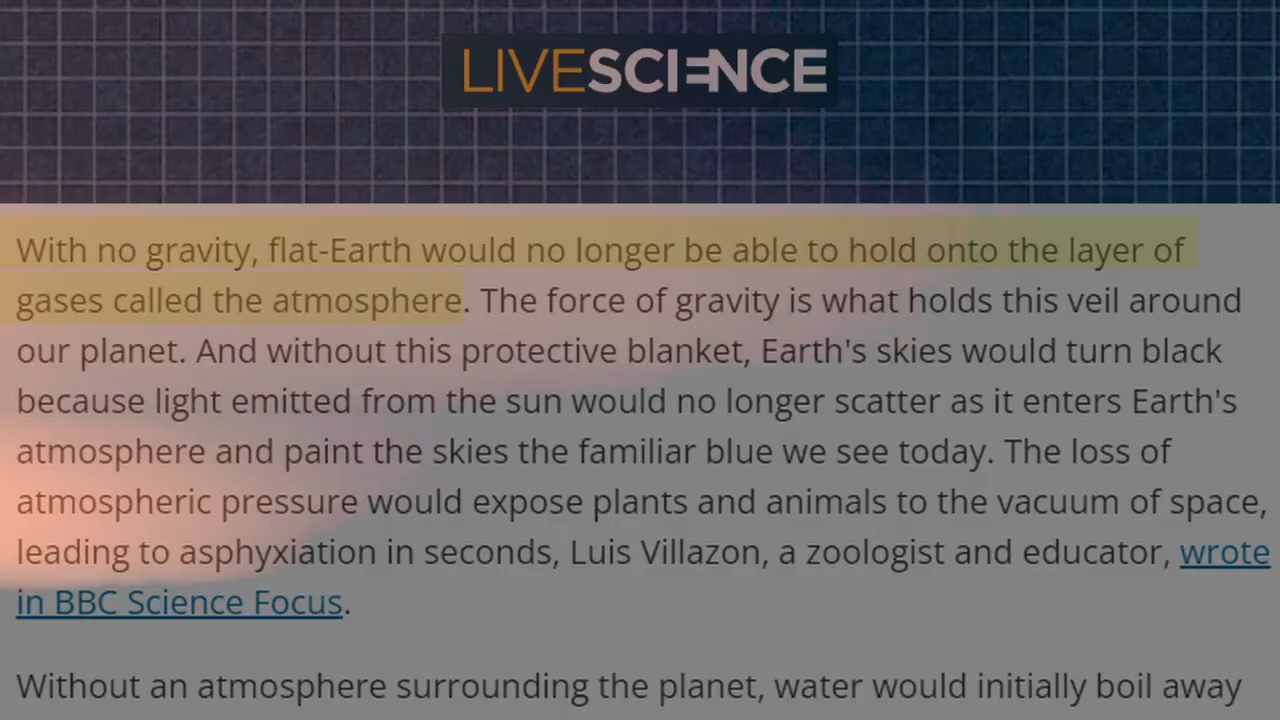 LIVESCIENCE
With no gravity, flat-Earth would no longer be able to hold onto the layer of
gases called the atmosphere. The force of gravity is what holds this veil around
our planet. And without this protective blanket, Earth's skies would turn black
because light emitted from the sun would no longer scatter as it enters Earth's
atmosphere and paint the skies the familiar blue we see today. The loss of
atmospheric pressure would expose plants and animals to the vacuum of space,
leading to asphyxiation in seconds, Luis Villazon, a zoologist and educator, wrote
in BBC Science Focus.
Without an atmosphere surrounding the planet, water would initially boil away